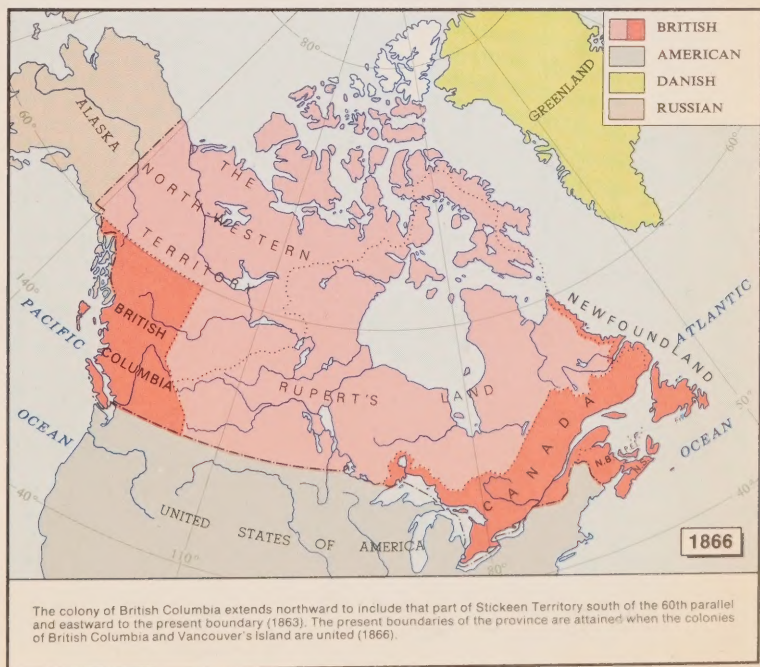 BRITISH
AMERICAN
DANISH
RUSSIAN
80°
GREENLAND
ALASKA
60°
60°
THE
NORTH-WESTERN
TERRITORY
140°
BRITISH
COLUMBIA
PACIFIC
OCEAN
RUPERT'S LAND
NEWFOUNDLAND
ATLANTIC
OCEAN
50°
CANADA
N.B.
40°
40°
UNITED STATES OF AMERICA
110°
80°
1866
The colony of British Columbia extends northward to include that part of Stickeen Territory south of the 60th parallel
and eastward to the present boundary (1863). The present boundaries of the province are attained when the colonies
of British Columbia and Vancouver's Island are united (1866).